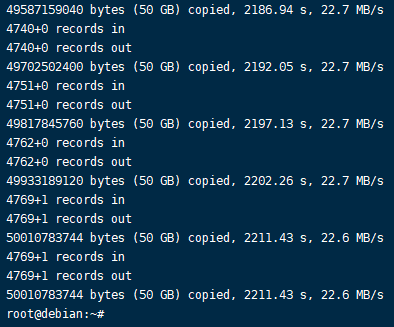 49587159040 bytes (50 GB) copied, 2186.94 s, 22.7 MB/s
4740+0 records in
4740+0 records out
49702502400 bytes (50 GB) copied, 2192.05 s, 22.7 MB/s
4751+0 records in
4751+0 records out
49817845760 bytes (50 GB) copied, 2197.13 s, 22.7 MB/s
4762+0 records in
4762+0 records out
49933189120 bytes (50 GB) copied, 2202.26 s, 22.7 MB/s
4769+1 records in
4769+1 records out
50010783744 bytes (50 GB) copied, 2211.43 s, 22.6 MB/s
4769+1 records in
4769+1 records out
50010783744 bytes (50 GB) copied, 2211.43 s, 22.6 MB/s
root@debian:~#